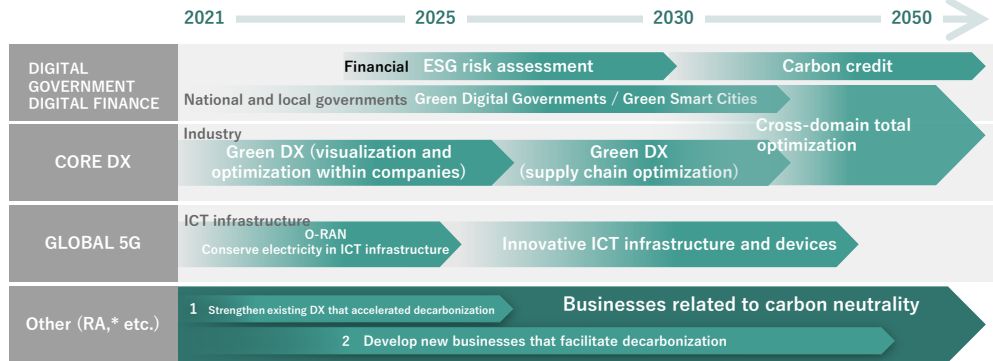 2021 2025 2030 2050
DIGITAL
GOVERNMENT
DIGITAL FINANCE
Financial ESG risk assessment
Carbon credit
National and local governments Green Digital Governments / Green Smart Cities
Cross-domain total
optimization
CORE DX
Industry
Green DX (visualization and
optimization within companies)
Green DX
(supply chain optimization)
GLOBAL 5G
ICT infrastructure
O-RAN
Conserve electricity in ICT infrastructure
Innovative ICT infrastructure and devices
Other (RA,* etc.)
Businesses related to carbon neutrality
1 Strengthen existing DX that accelerated decarbonization
2 Develop new businesses that facilitate decarbonization